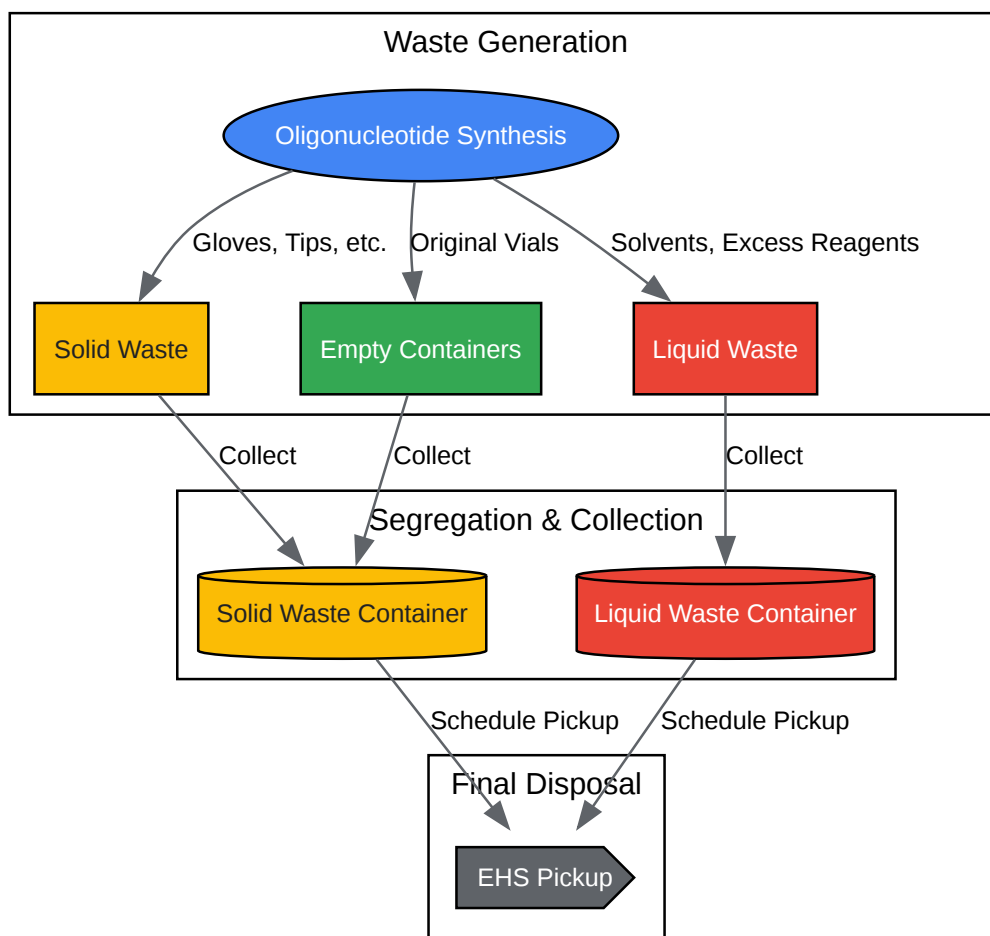 Waste Generation
Oligonucleotide Synthesis
Gloves, Tips, etc.
Original Vials
Solvents, Excess Reagents
Solid Waste
Empty Containers
Liquid Waste
Collect
Collect
Collect
Segregation & Collection
Solid Waste Container
Liquid Waste Container
Schedule Pickup
Schedule Pickup
Final Disposal
EHS Pickup